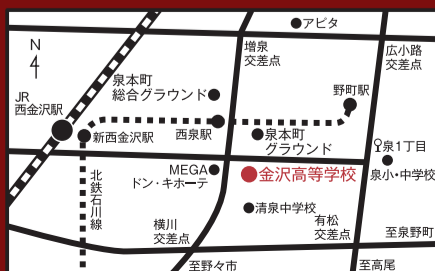 アピタ
N
増泉
交差点
広小路
交差点
泉本町
総合グラウンド
野町駅
JR
西金沢駅
新西金沢駅
西泉駅
泉本町
グラウンド
泉1丁目
泉小・中学校
MEGA
ドン・キホーテ
金沢高等学校
北鉄石川線
清泉中学校
横川
交差点
有松
交差点
至泉野町
至野々市
至高尾